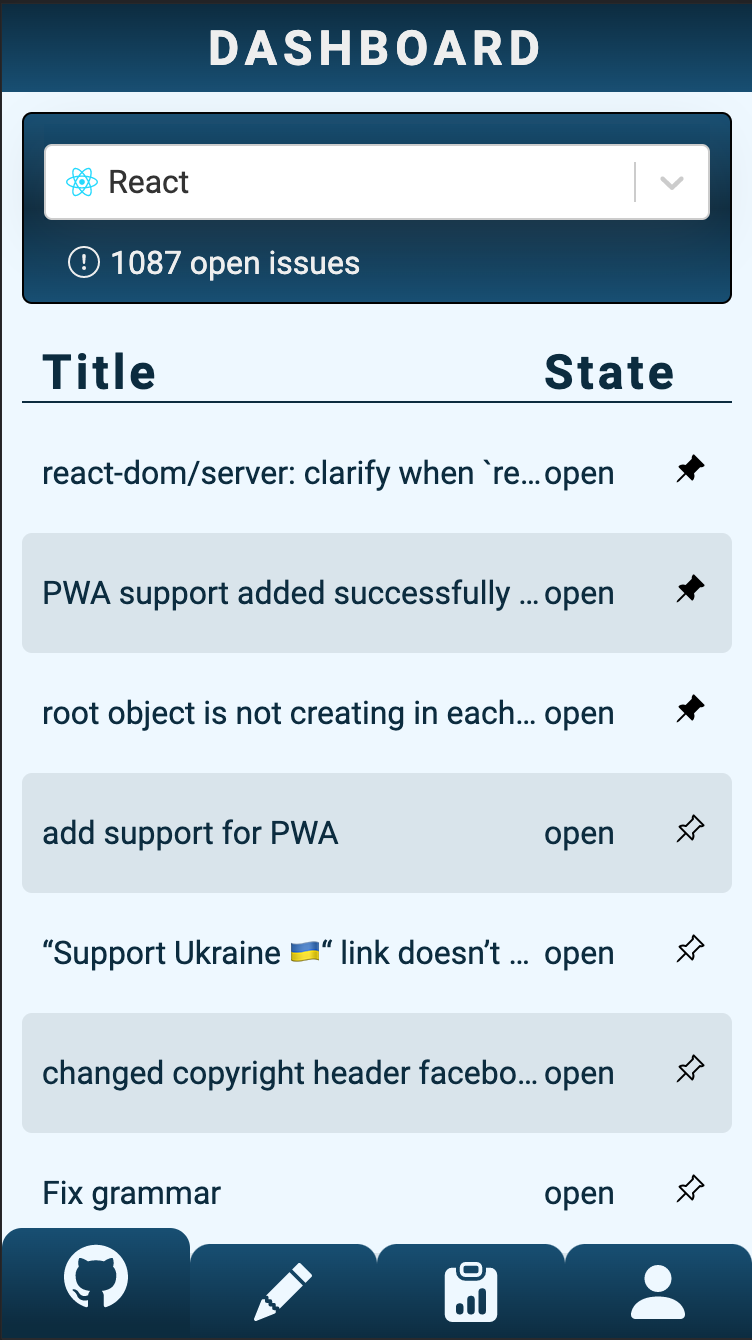 DASHBOARD
React
1087 open issues
Title State
react-dom/server: clarify when `re... open
PWA support added successfully ... open
root object is not creating in each... open
add support for PWA open
“Support Ukraine 🇺🇦“ link doesn’t ... open
changed copyright header facebo... open
Fix grammar open